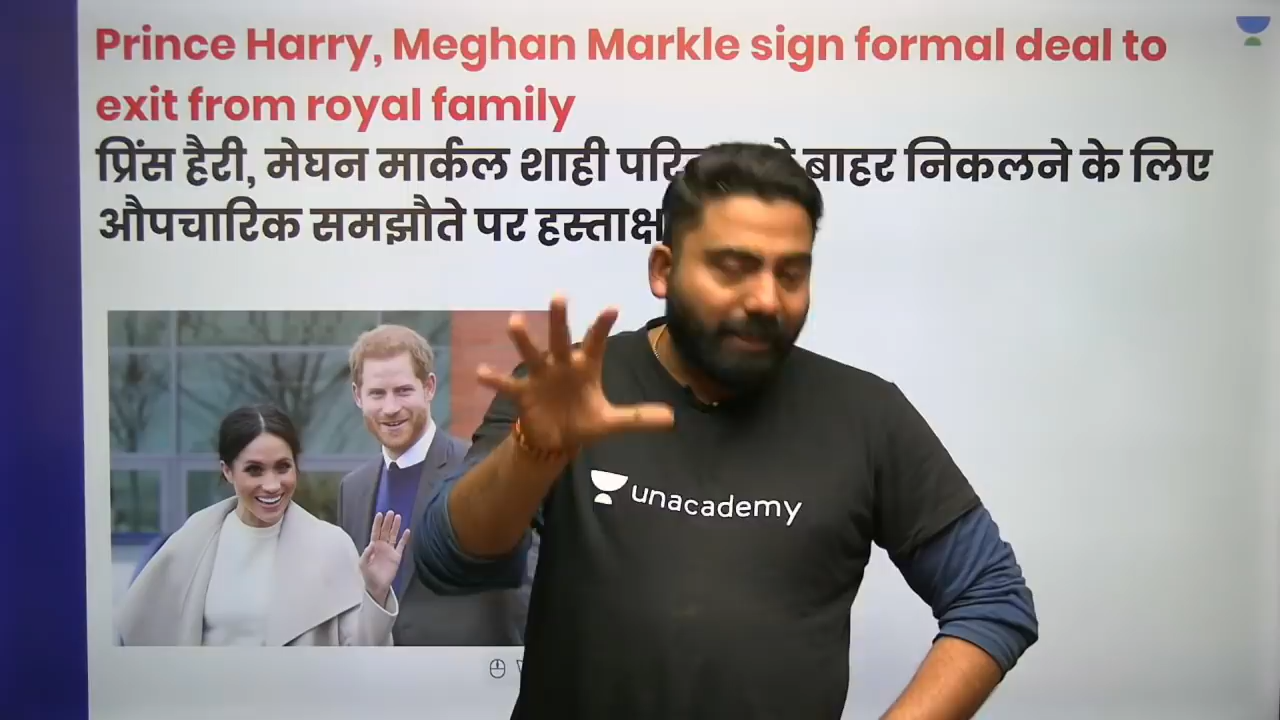 Prince Harry, Meghan Markle sign formal deal to
exit from royal family
प्रिंस हैरी, मेघन मार्कल शाही बाहर निकलने के लिए
औपचारिक समझौते पर
unacademy